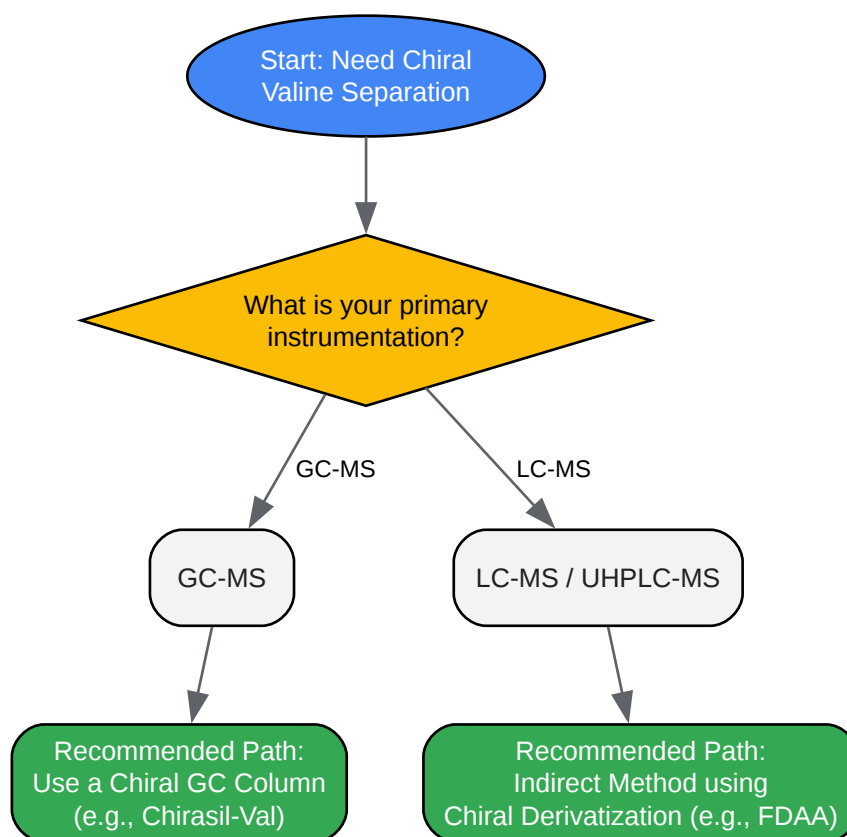 Start: Need Chiral
Valine Separation
What is your primary
instrumentation?
GC-MS
LC-MS
GC-MS
LC-MS / UHPLC-MS
Recommended Path:
Use a Chiral GC Column
(e.g., Chirasil-Val)
Recommended Path:
Indirect Method using
Chiral Derivatization (e.g., FDAA)